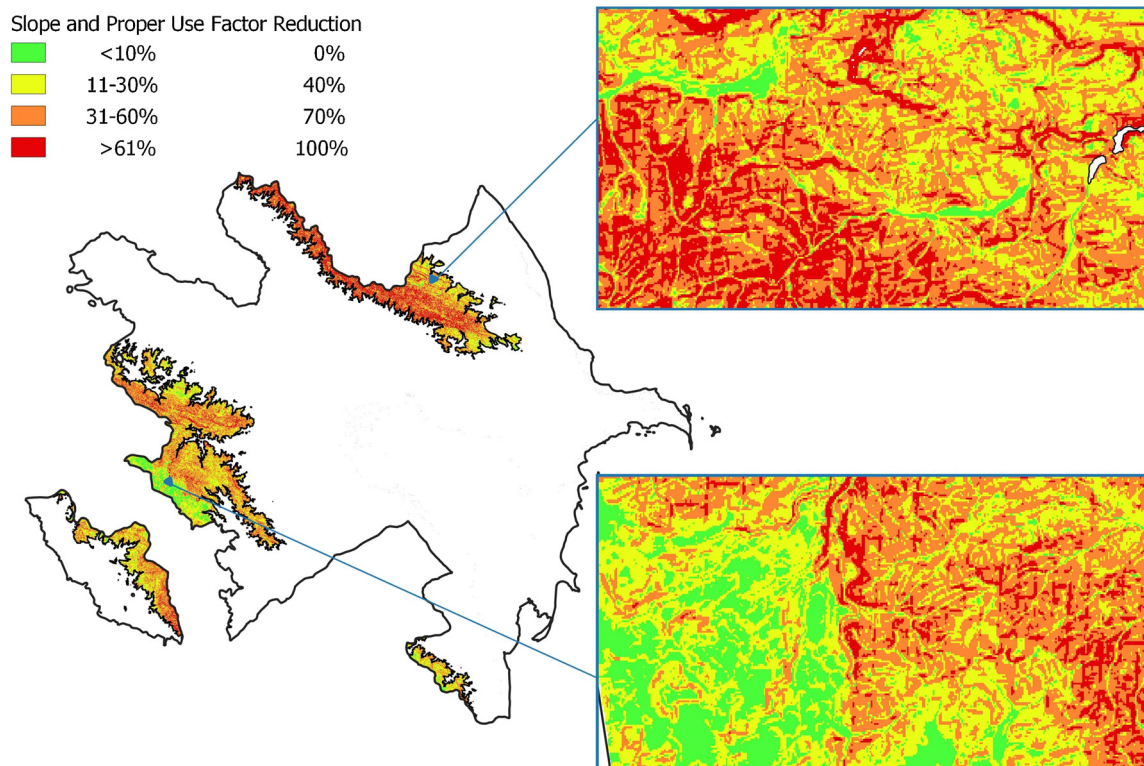 Slope and Proper Use Factor Reduction
<10% 0%
11-30% 40%
31-60% 70%
>61% 100%